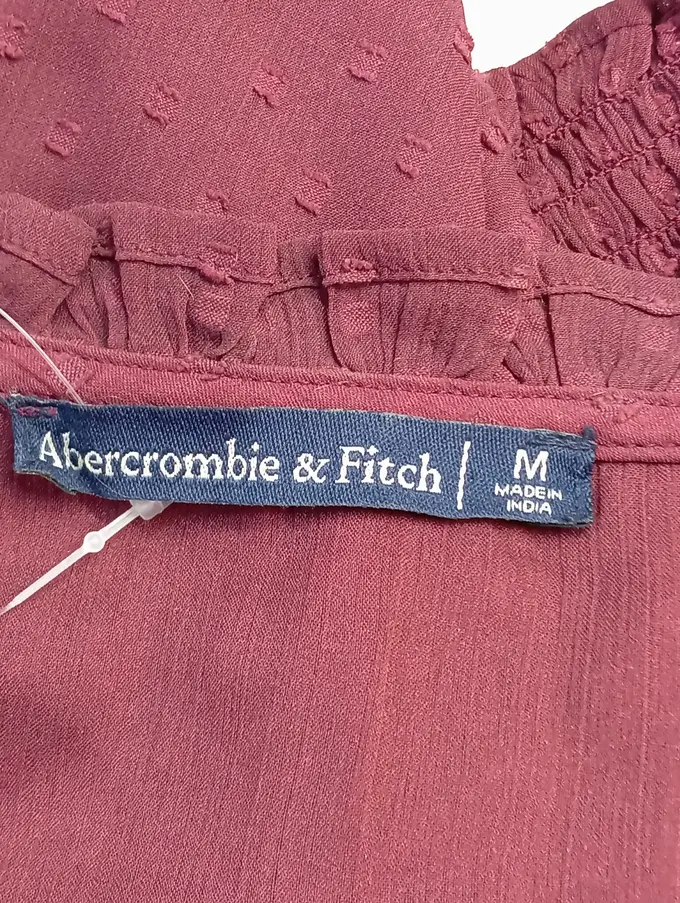 Abercrombie & Fitch | M
MADE IN
INDIA